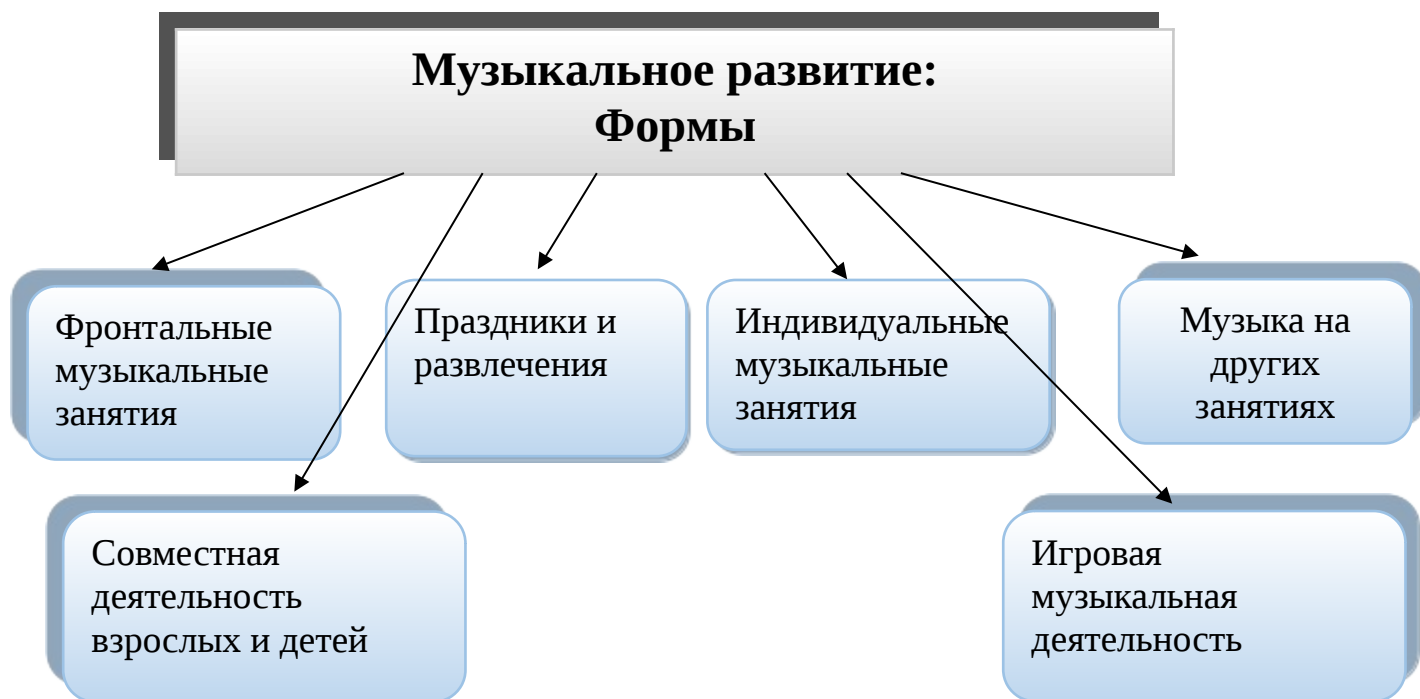 Музыкальное развитие:
Формы
Фронтальные
музыкальные
занятия
Праздники и
развлечения
Индивидуальные
музыкальные
занятия
Музыка на
других
занятиях
Совместная
деятельность
взрослых и детей
Игровая
музыкальная
деятельность